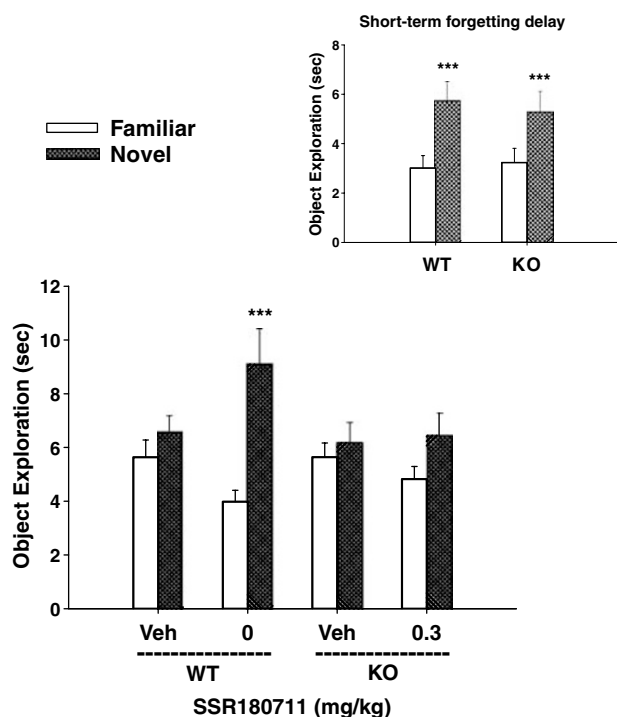 Short-term forgetting delay
Familiar
Novel
Object Exploration (sec)
8
6
4
2
0
***
***
WT KO
Object Exploration (sec)
12
10
8
6
4
2
0
***
Veh 0 Veh 0.3
WT KO
SSR180711 (mg/kg)